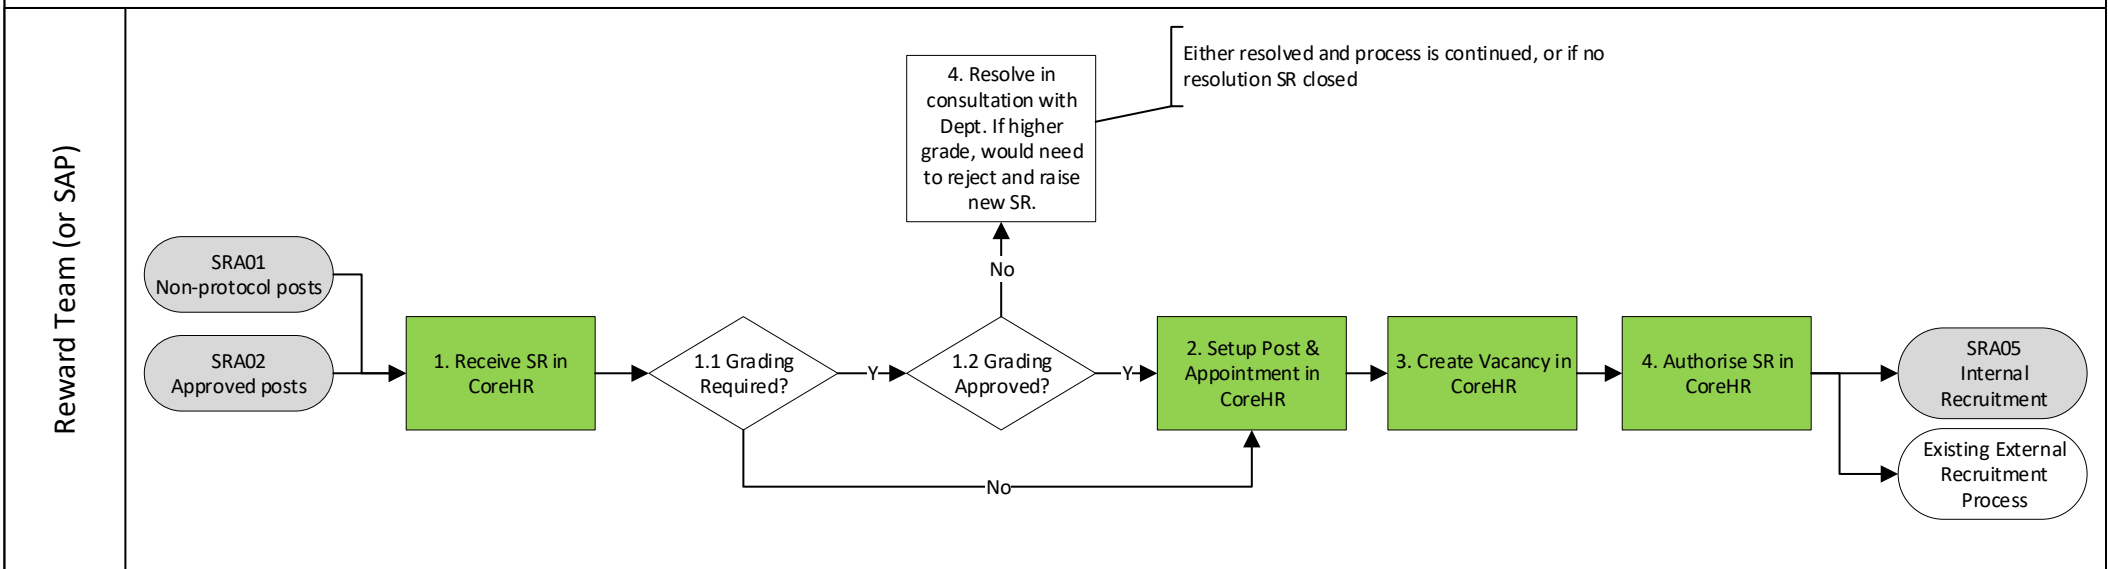 Reward Team (or SAP)
SRA01
Non-protocol posts
SRA02
Approved posts
1. Receive SR in
CoreHR
1.1 Grading
Required?
Y
No
1.2 Grading
Approved?
No
4. Resolve in
consultation with
Dept. If higher
grade, would need
to reject and raise
new SR.
Either resolved and process is continued, or if no
resolution SR closed
Y
2. Setup Post &
Appointment in
CoreHR
3. Create Vacancy in
CoreHR
4. Authorise SR in
CoreHR
SRA05
Internal
Recruitment
Existing External
Recruitment
Process